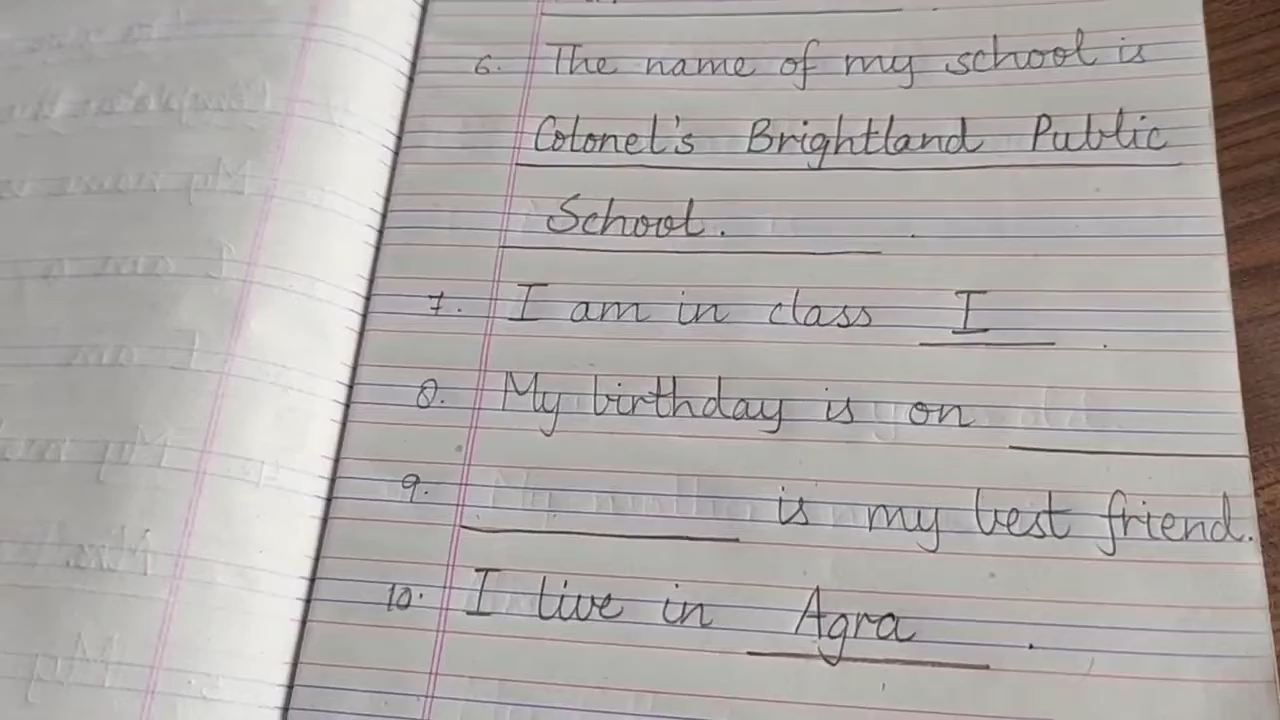 6. The name of my school is
Colonel's Brightland Public
School.
7. I am in class I .
8. My birthday is on
9. is my best friend.
10. I live in Agra .